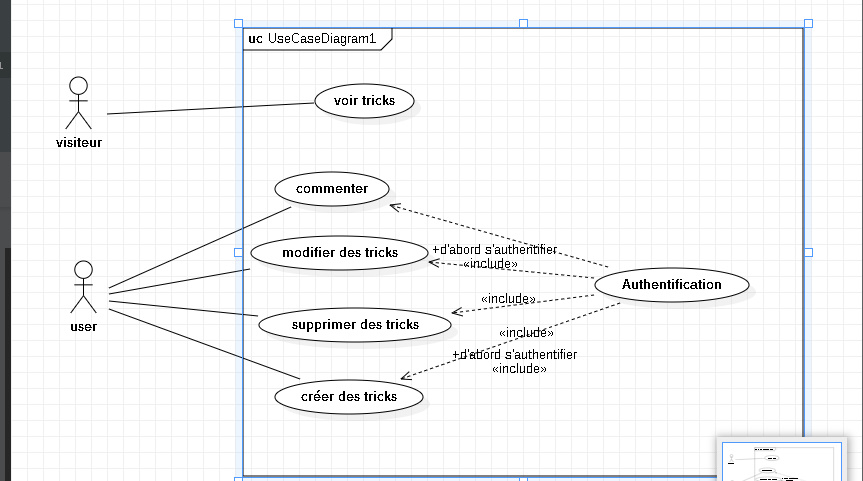 uc UseCaseDiagram1
voir tricks
visiteur
commenter
+d'abord s'authentifier
modifier des tricks
«include»
Authentification
«include»
user
supprimer des tricks
«include»
+d'abord s'authentifier
«include»
créer des tricks